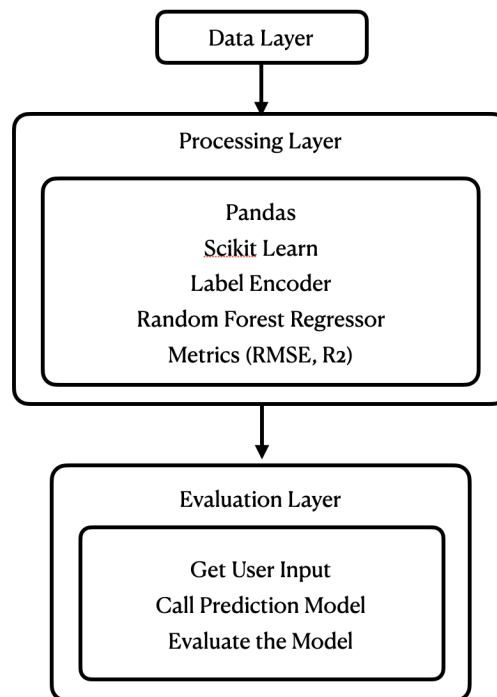 Data Layer
Processing Layer
Pandas
Scikit Learn
Label Encoder
Random Forest Regressor
Metrics (RMSE, R2)
Evaluation Layer
Get User Input
Call Prediction Model
Evaluate the Model